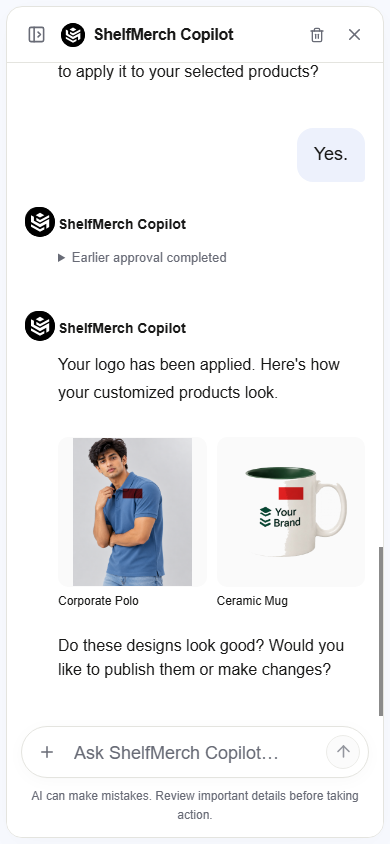 ShelfMerch Copilot
to apply it to your selected products?
Yes.
ShelfMerch Copilot
Earlier approval completed
ShelfMerch Copilot
Your logo has been applied. Here's how
your customized products look.
Your
Brand
Corporate Polo
Ceramic Mug
Do these designs look good? Would you
like to publish them or make changes?
Ask ShelfMerch Copilot…
AI can make mistakes. Review important details before taking
action.